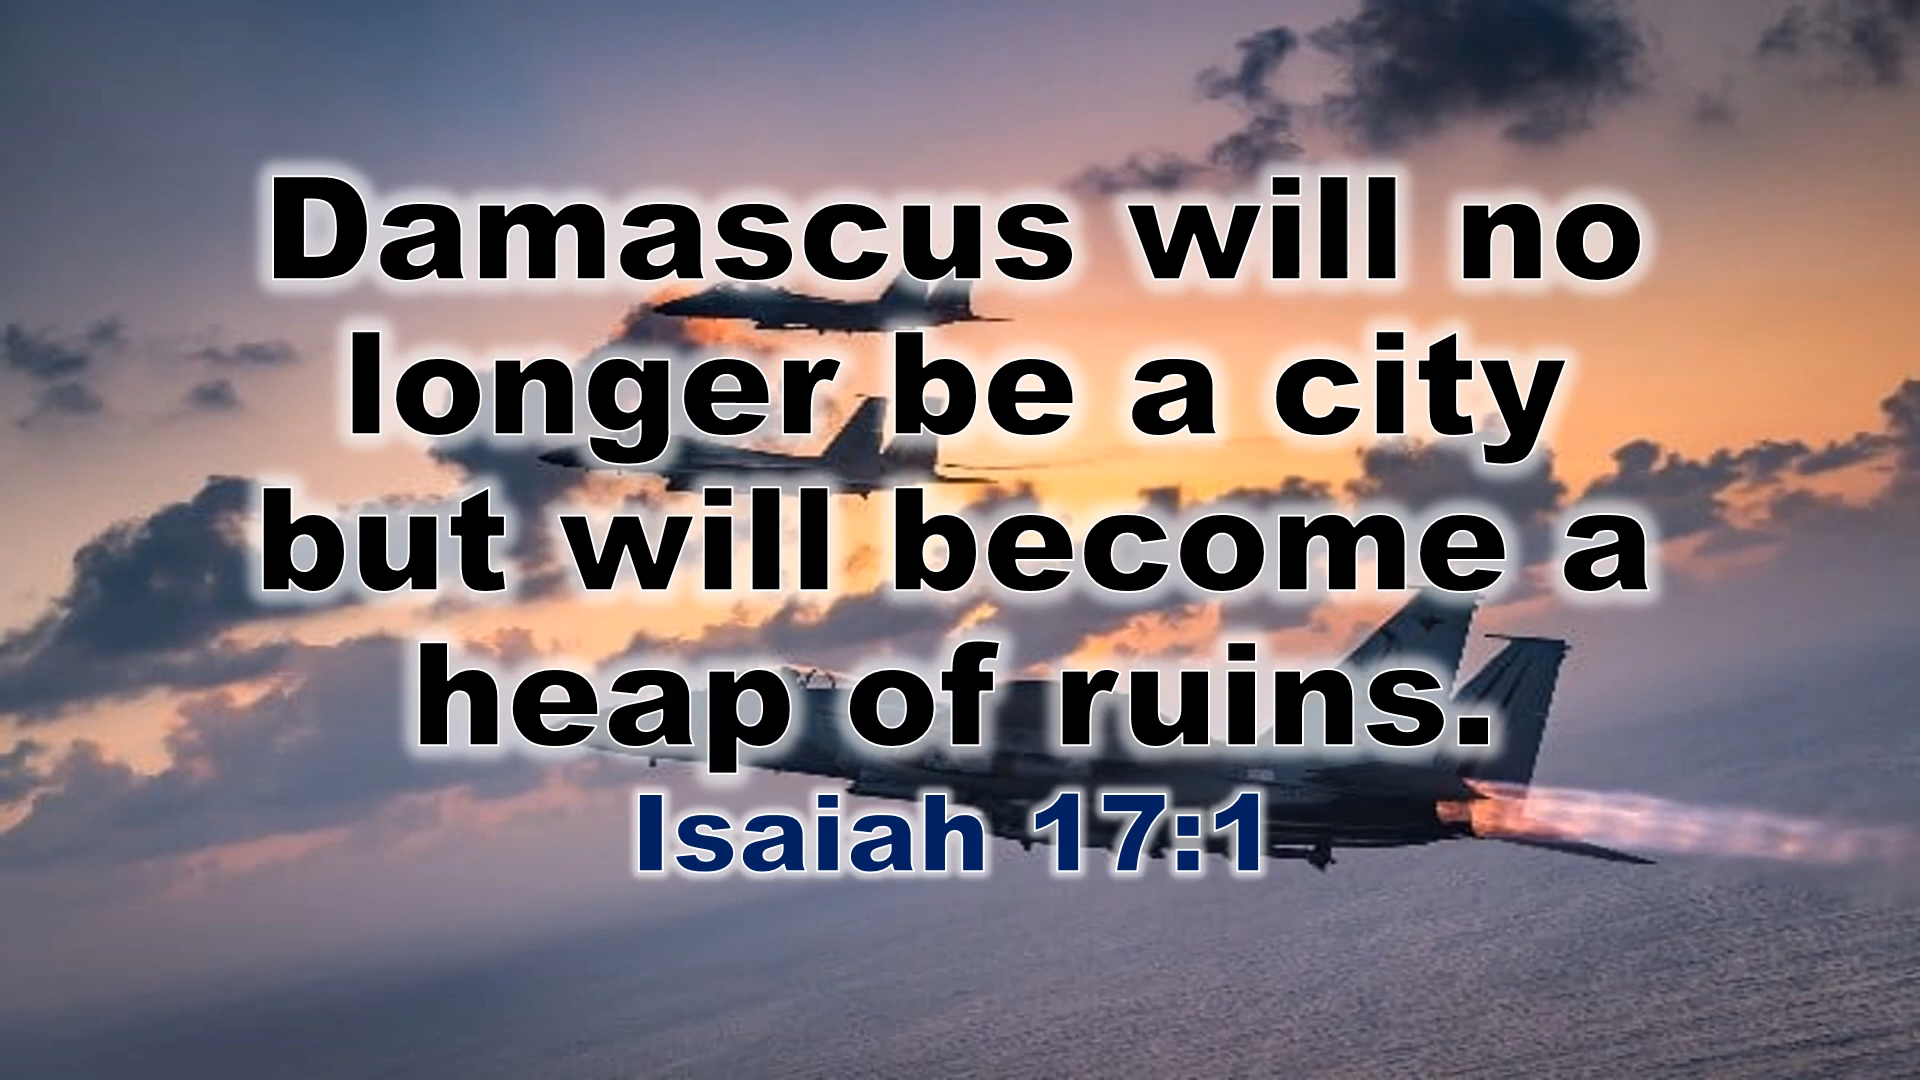 Damascus will no
longer be a city
but will become a
heap of ruins.
Isaiah 17:1